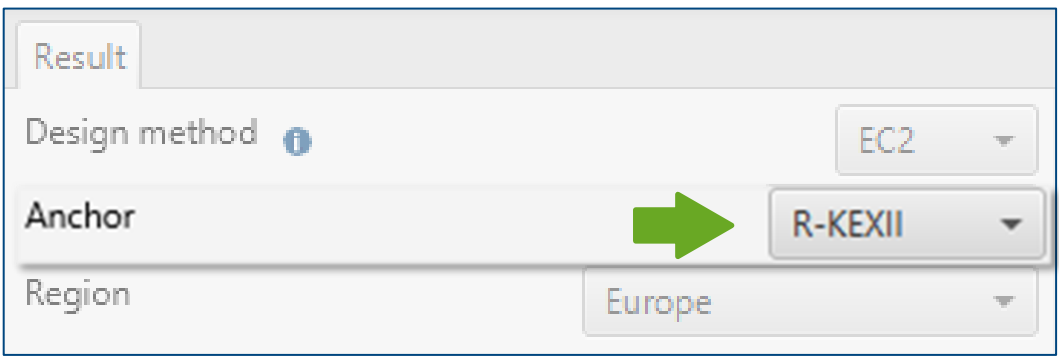 Result
Design method EC2
Anchor R-KEXII
Region Europe